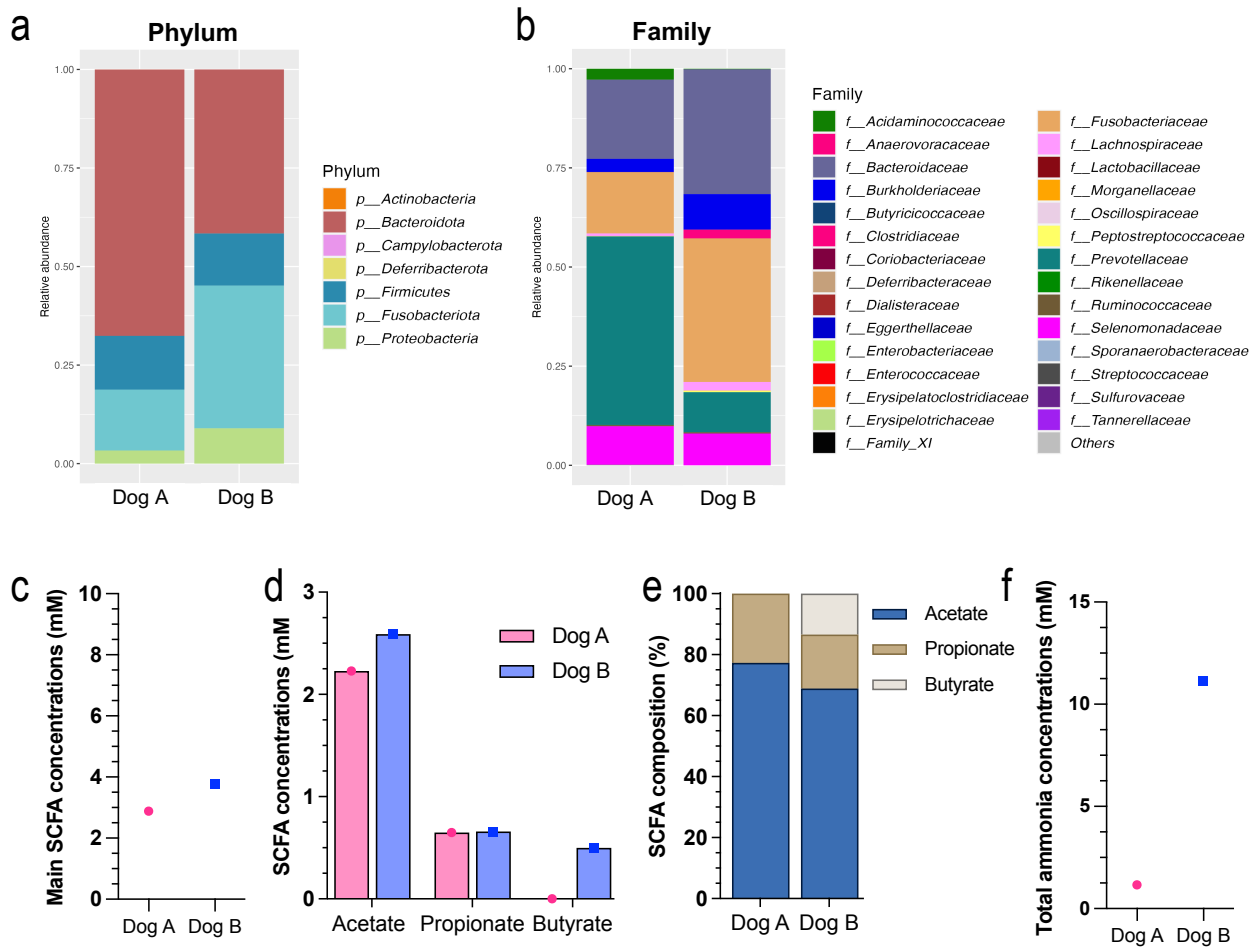 a
Phylum
1.00
0.75
0.50
0.25
0.00
Relative abundance
Dog A
Dog B
Phylum
p__Actinobacteria
p__Bacteroidota
p__Campylobacterota
p__Deferribacterota
p__Firmicutes
p__Fusobacteriota
p__Proteobacteria
b
Family
1.00
0.75
0.50
0.25
0.00
Relative abundance
Dog A
Dog B
Family
f__Acidaminococcaceae
f__Anaerovoracaceae
f__Bacteroidaceae
f__Burkholderiaceae
f__Butyricicoccaceae
f__Clostridiaceae
f__Coriobacteriaceae
f__Deferribacteraceae
f__Dialisteraceae
f__Eggerthellaceae
f__Enterobacteriaceae
f__Enterococcaceae
f__Erysipelatoclostridiaceae
f__Erysipelotrichaceae
f__Family_XI
f__Fusobacteriaceae
f__Lachnospiraceae
f__Lactobacillaceae
f__Morganellaceae
f__Oscillospiraceae
f__Peptostreptococcaceae
f__Prevotellaceae
f__Rikenellaceae
f__Ruminococcaceae
f__Selenomonadaceae
f__Sporanaerobacteraceae
f__Streptococcaceae
f__Sulfurovaceae
f__Tannerellaceae
Others
c
Main SCFA concentrations (mM)
10
8
6
4
2
0
Dog A
Dog B
d
SCFA concentrations (mM
3
2
1
0
Acetate
Propionate
Butyrate
Dog A
Dog B
e
SCFA composition (%)
100
80
60
40
20
0
Dog A
Dog B
Acetate
Propionate
Butyrate
f
Total ammonia concentrations (mM)
15
10
5
0
Dog A
Dog B